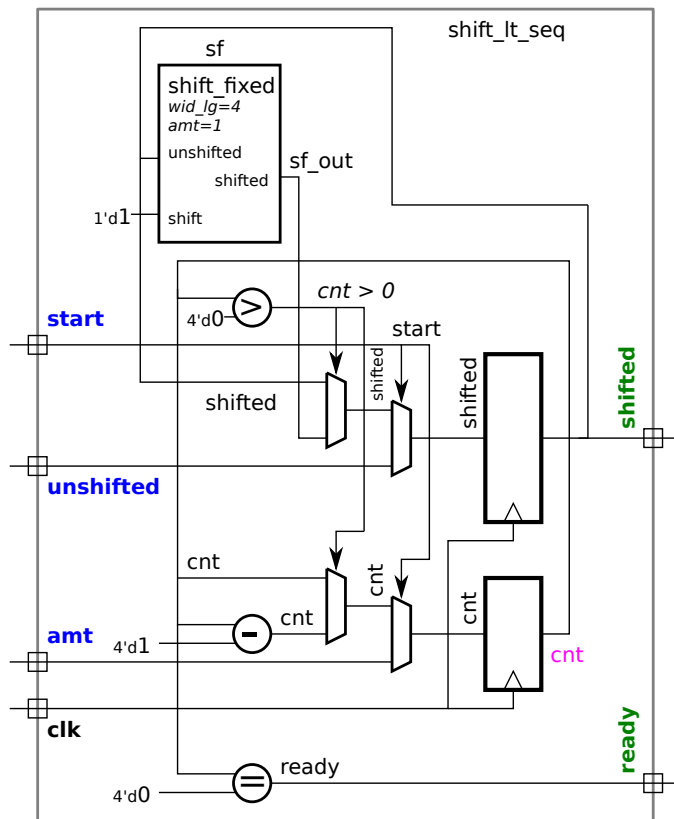 shift_lt_seq
sf
shift_fixed
wid_lg=4
amt=1
unshifted
shifted
sf_out
1'd1
shift
cnt > 0
>
4'd0
start
start
shifted
shifted
shifted
shifted
unshifted
cnt
cnt
cnt
cnt
amt
-
4'd1
cnt
clk
ready
ready
=
4'd0